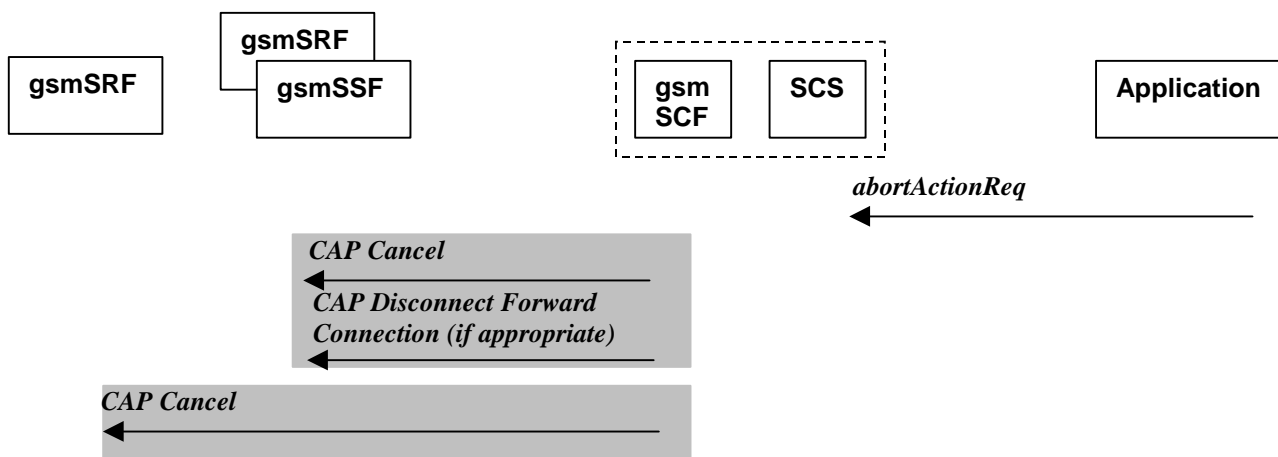 gsmSRF
gsmSRF
gsmSSF
gsm
SCF
SCS
Application
abortActionReq
CAP Cancel
CAP Disconnect Forward
Connection (if appropriate)
CAP Cancel